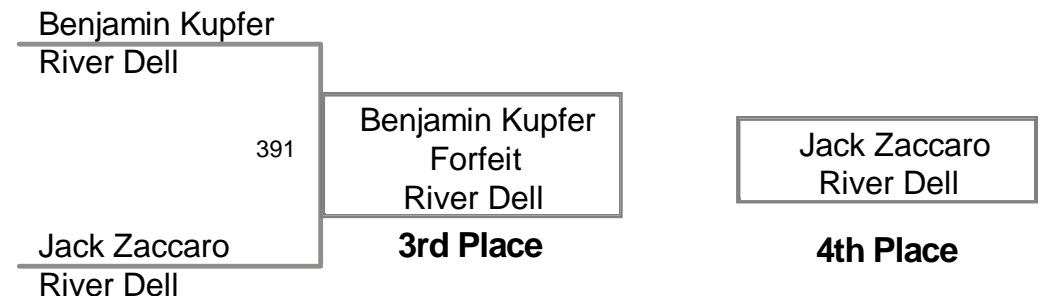 Benjamin Kupfer
River Dell
391
Benjamin Kupfer
Forfeit
River Dell
3rd Place
Jack Zaccaro
River Dell
4th Place
Jack Zaccaro
River Dell